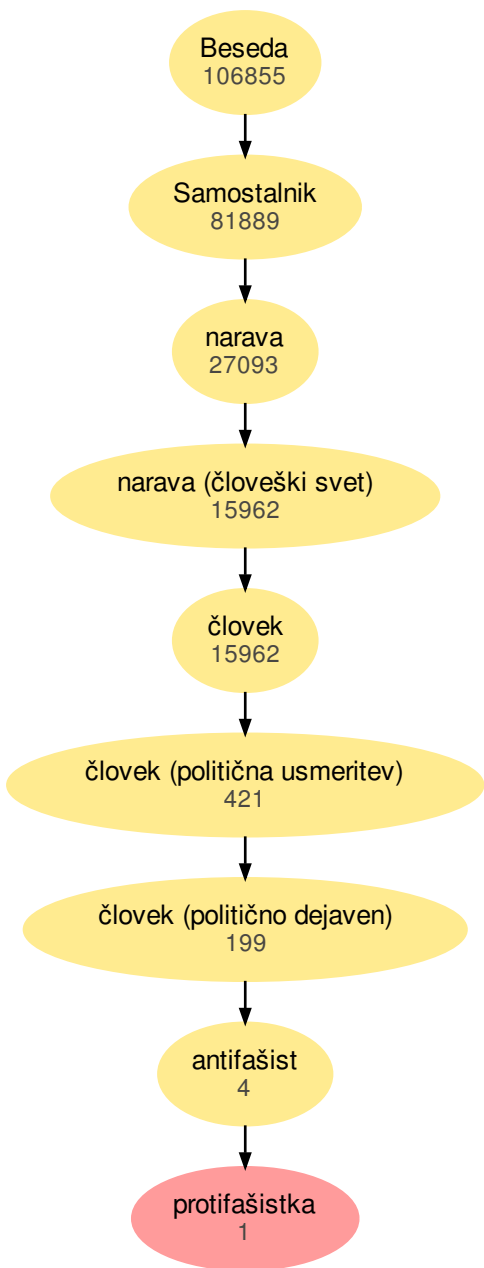 Beseda
106855
Samostalnik
81889
narava
27093
narava (človeški svet)
15962
človek
15962
človek (politična usmeritev)
421
človek (politično dejaven)
199
antifašist
4
protifašistka
1